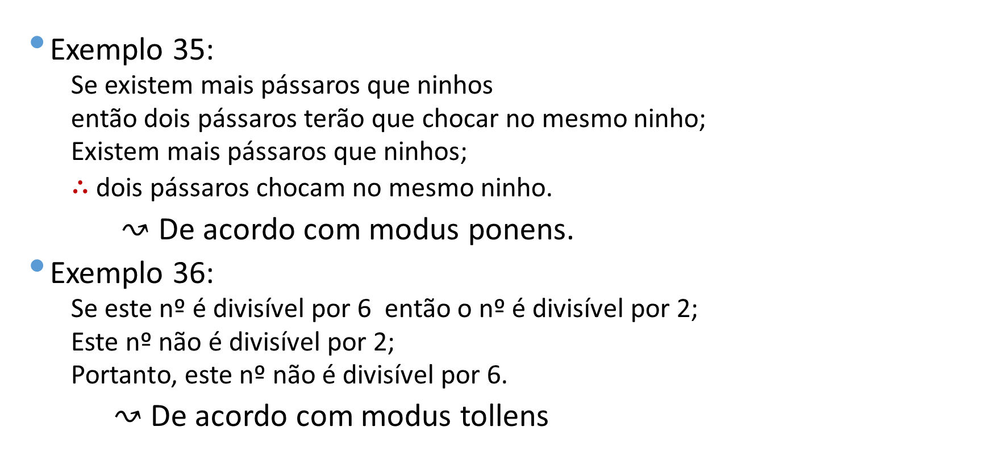 • Exemplo 35:
Se existem mais pássaros que ninhos
então dois pássaros terão que chocar no mesmo ninho;
Existem mais pássaros que ninhos;
∴ dois pássaros chocam no mesmo ninho.
↝ De acordo com modus ponens.
• Exemplo 36:
Se este nº é divisível por 6  então o nº é divisível por 2;
Este nº não é divisível por 2;
Portanto, este nº não é divisível por 6.
↝ De acordo com modus tollens